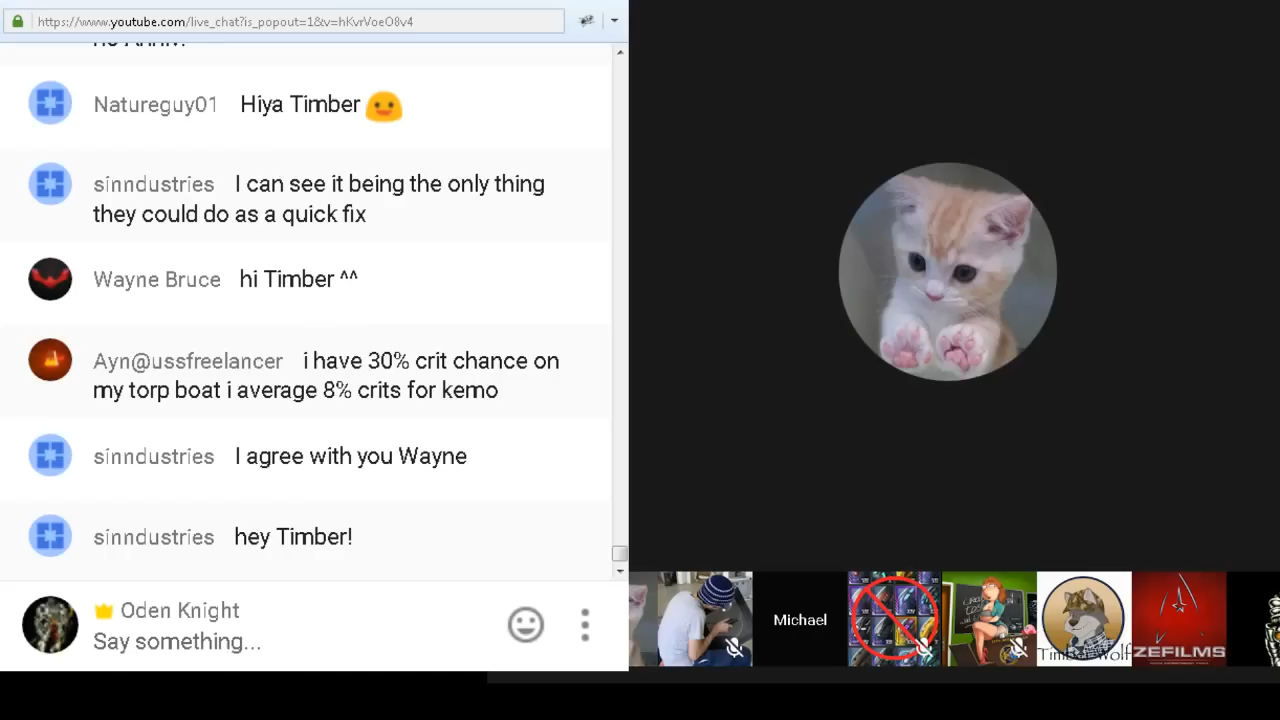 https://www.youtube.com/live_chat?is_popout=1&v=hKvrVoeO8v4
Natureguy01 Hiya Timber
sinndustries I can see it being the only thing
they could do as a quick fix
Wayne Bruce hi Timber ^^
Ayn@ussfreelancer i have 30% crit chance on
my torp boat i average 8% crits for kemo
sinndustries I agree with you Wayne
sinndustries hey Timber!
Oden Knight
Say something...
Michael
Timber Wolf
ZEFILMS